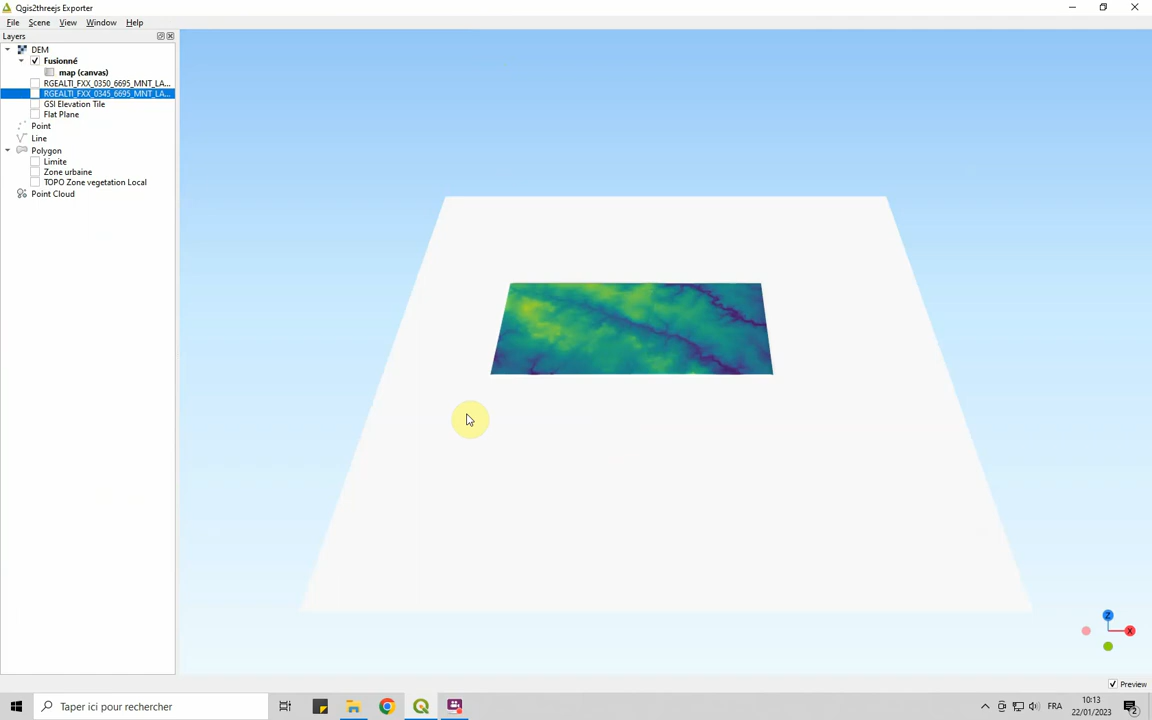 Qgis2threejs Exporter
File Scene View Window Help
Layers
DEM
Fusionné
map (canvas)
RGEALTI_FXX_0350_6695_MNT_LA...
RGEALTI_FXX_0345_6695_MNT_LA...
GSI Elevation Tile
Flat Plane
Point
Line
Polygon
Limite
Zone urbaine
TOPO Zone vegetation Local
Point Cloud
Z
X
Preview
Taper ici pour rechercher
FRA
10:13
22/01/2023
2